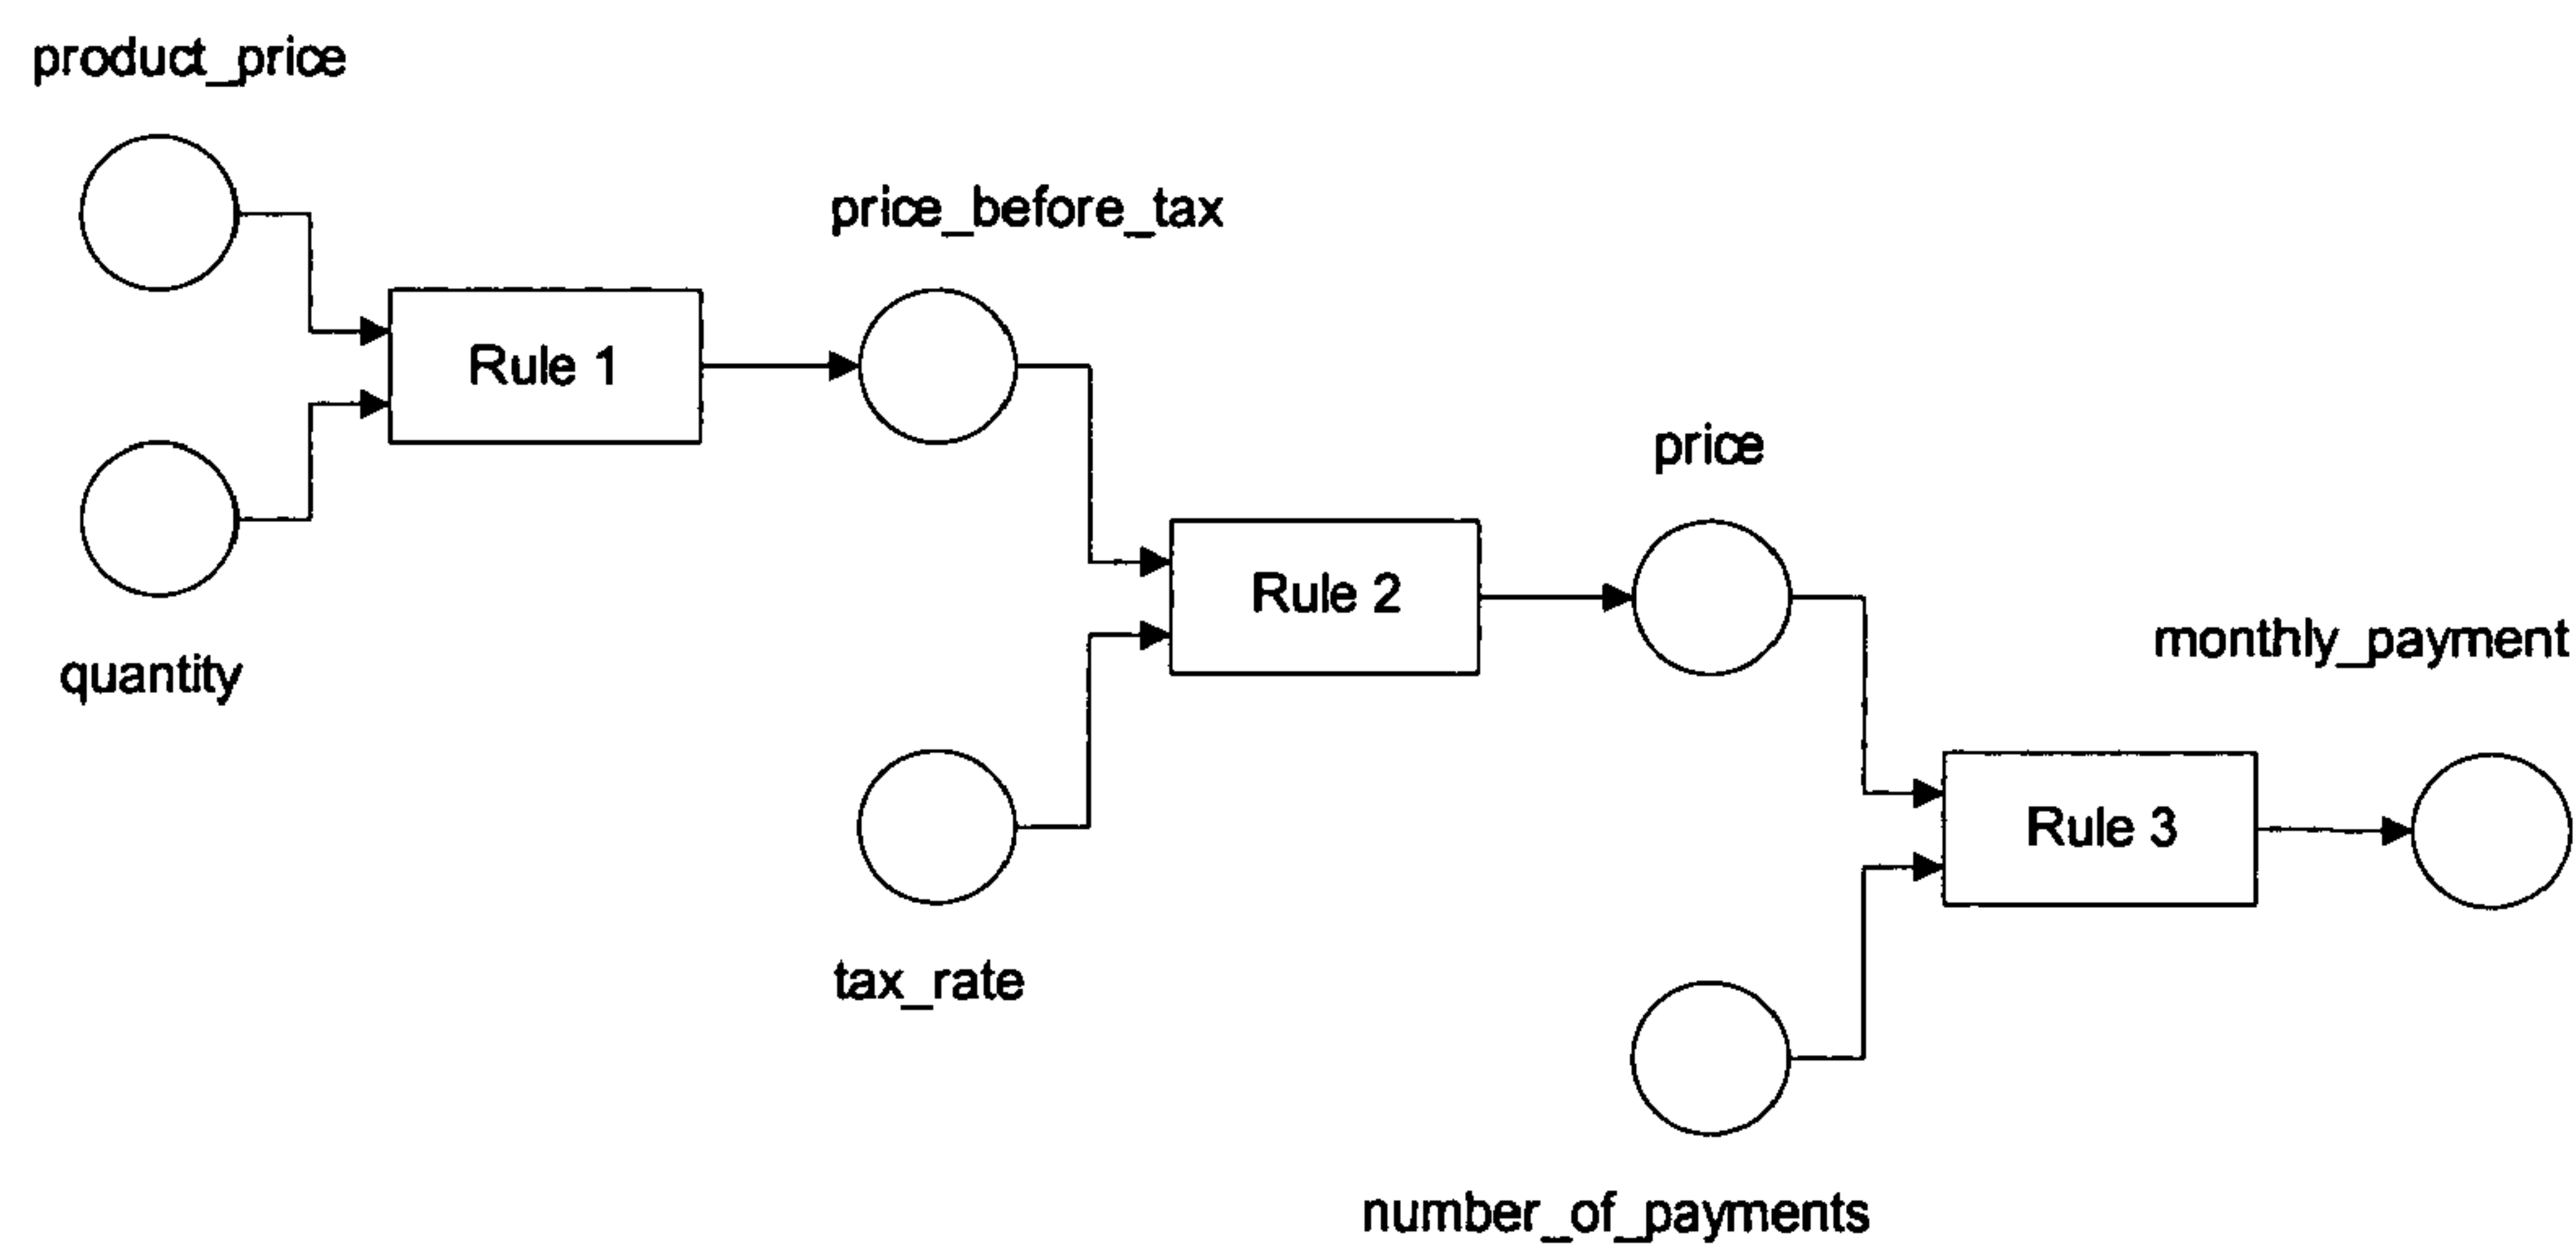 product_price
price_before_tax
Rule 1
price
Rule 2
quantity
monthly_payment
Rule 3
tax_rate
number_of_payments